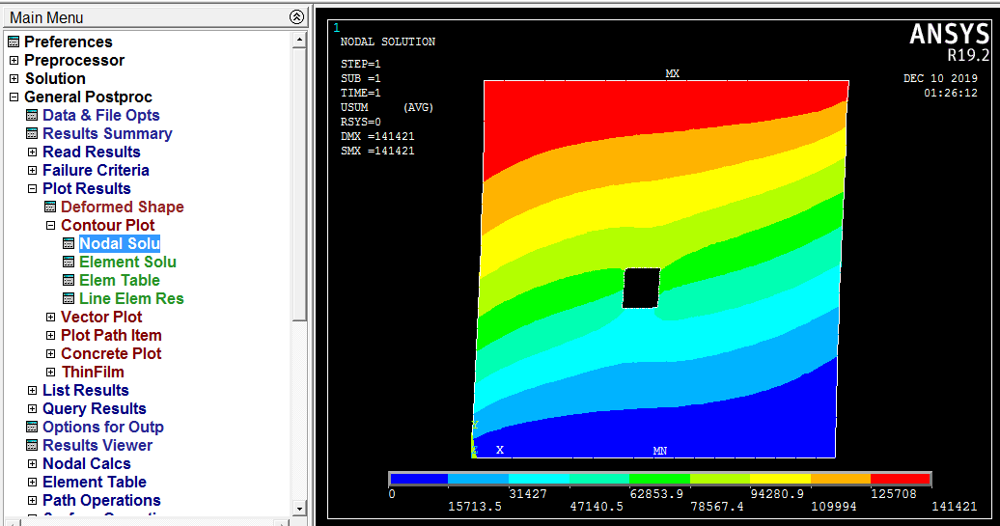 Main Menu
Preferences
Preprocessor
Solution
General Postproc
Data & File Opts
Results Summary
Read Results
Failure Criteria
Plot Results
Deformed Shape
Contour Plot
Nodal Solu
Element Solu
Elem Table
Line Elem Res
Vector Plot
Plot Path Item
Concrete Plot
ThinFilm
List Results
Query Results
Options for Outp
Results Viewer
Nodal Calcs
Element Table
Path Operations
1
NODAL SOLUTION
STEP=1
SUB =1
TIME=1
USUM (AVG)
RSYS=0
DMX =141421
SMX =141421
ANSYS
R19.2
DEC 10 2019
01:26:12
MX
Y
X
MN
0 31427 62853.9 94280.9 125708
15713.5 47140.5 78567.4 109994 141421